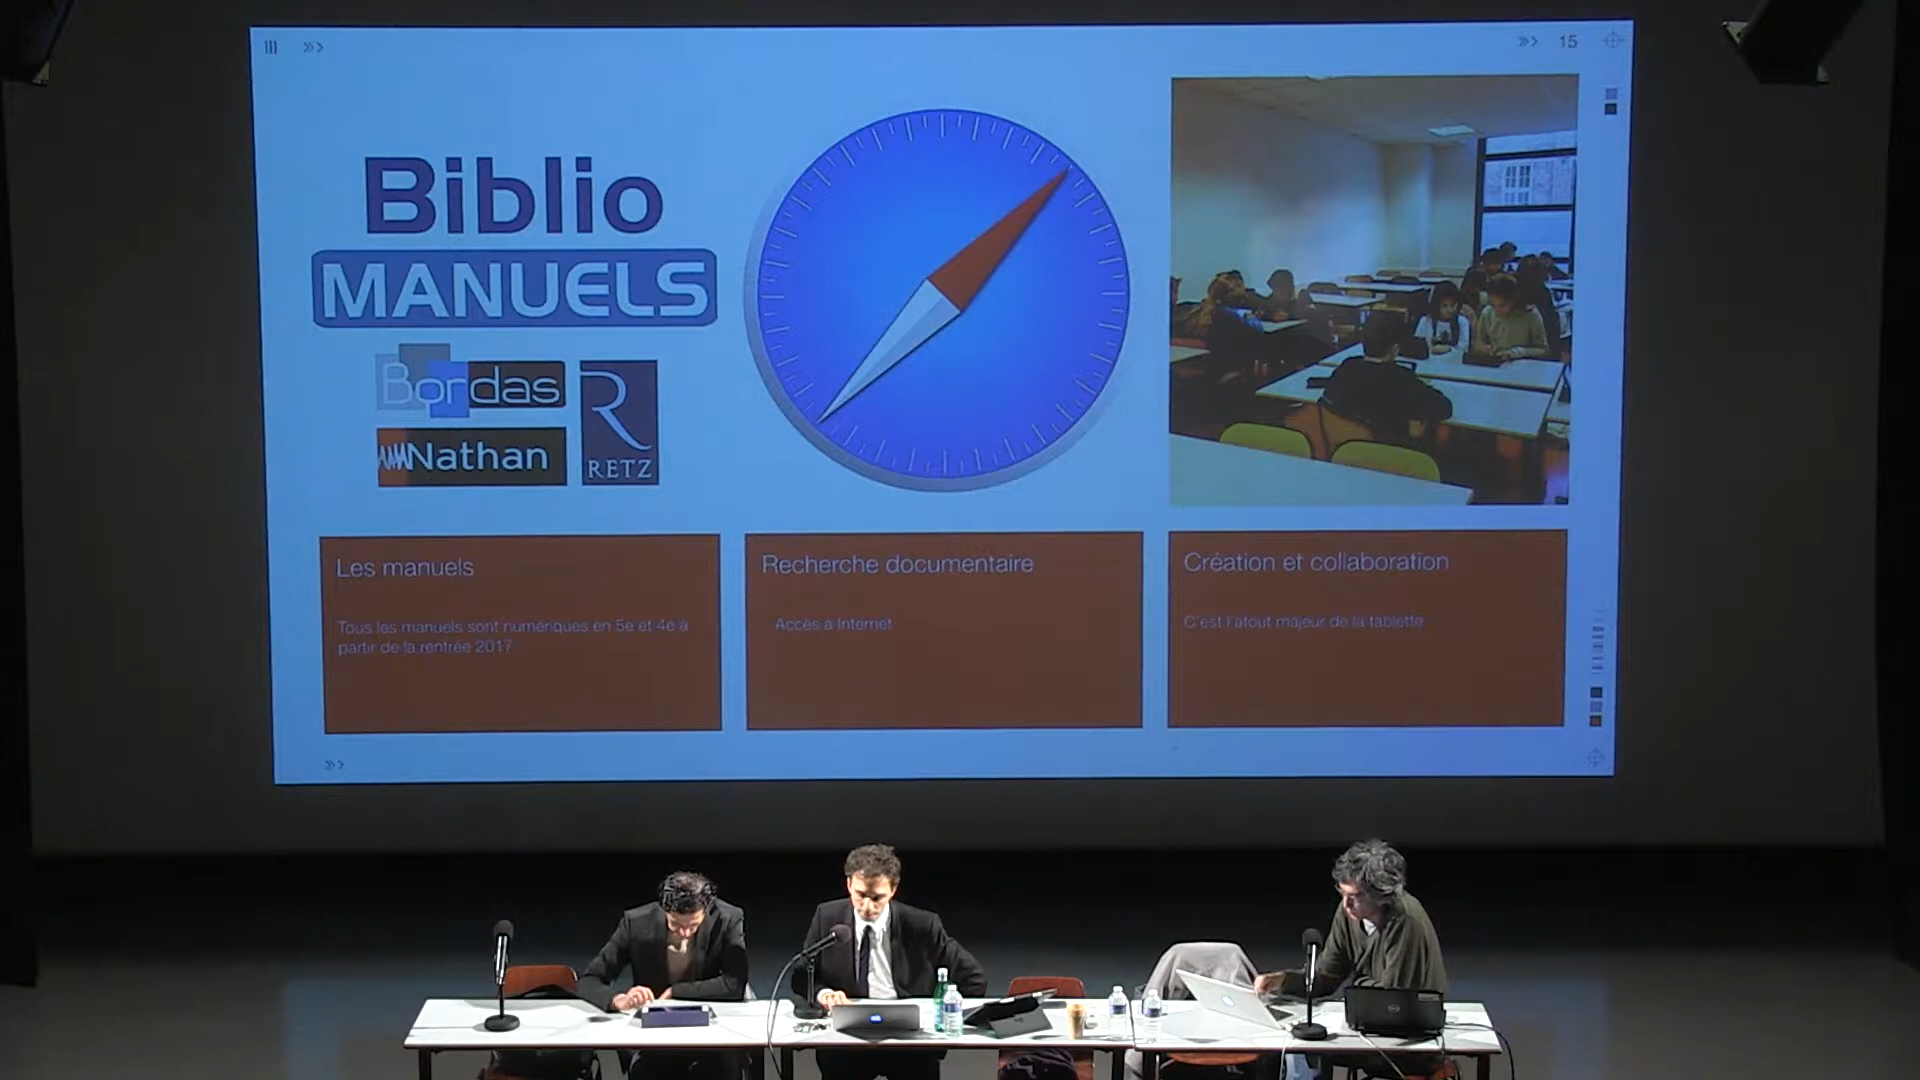 15
Biblio
MANUELS
Bordas
Nathan
RETZ
Les manuels
Tous les manuels sont numériques en 5e et 4e à
partir de la rentrée 2017
Recherche documentaire
Accès à Internet
Création et collaboration
C'est l'atout majeur de la tablette
DELL